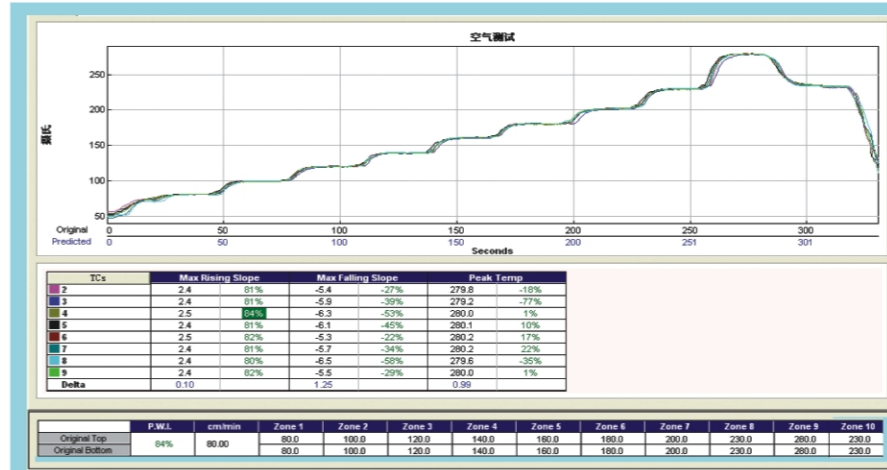 空气测试
摄氏
250
200
150
100
50
Original 0 50 100 150 200 250 300
Predicted 0 50 100 150 200 251 301
Seconds
TCs Max Rising Slope Max Falling Slope Peak Temp
2 2.4 81% -5.4 -27% 279.8 -18%
3 2.4 81% -5.9 -39% 279.2 -77%
4 2.5 84% -6.3 -53% 280.0 1%
5 2.4 81% -6.1 -45% 280.1 10%
6 2.5 82% -5.3 -22% 280.2 17%
7 2.4 81% -5.7 -34% 280.2 22%
8 2.4 80% -6.5 -58% 279.6 -35%
9 2.4 82% -5.5 -29% 280.0 1%
Delta 0.10 1.25 0.99
P.W.I. cm/min Zone 1 Zone 2 Zone 3 Zone 4 Zone 5 Zone 6 Zone 7 Zone 8 Zone 9 Zone 10
Original Top 84% 80.00 80.0 100.0 120.0 140.0 160.0 180.0 200.0 230.0 280.0 230.0
Original Bottom 80.0 100.0 120.0 140.0 160.0 180.0 200.0 230.0 280.0 230.0